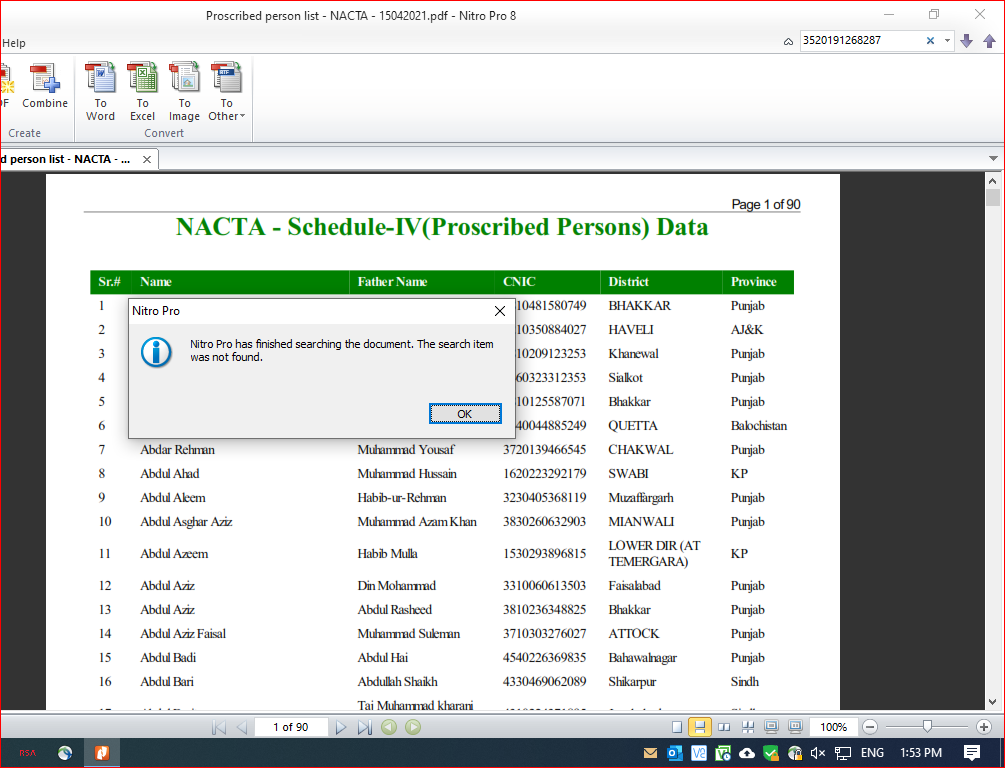 Proscribed person list - NACTA - 15042021.pdf - Nitro Pro 8
Help
3520191268287
Combine
To Word
To Excel
To Image
To Other
Create
Convert
d person list - NACTA - ...
Page 1 of 90
NACTA - Schedule-IV(Proscribed Persons) Data
Sr.# Name Father Name CNIC District Province
1 10481580749 BHAKKAR Punjab
2 10350884027 HAVELI AJ&K
3 10209123253 Khanewal Punjab
4 60323312353 Sialkot Punjab
5 10125587071 Bhakkar Punjab
6 40044885249 QUETTA Balochistan
Nitro Pro
Nitro Pro has finished searching the document. The search item
was not found.
OK
7 Abdar Rehman Muhammad Yousaf 3720139466545 CHAKWAL Punjab
8 Abdul Ahad Muhammad Hussain 1620223292179 SWABI KP
9 Abdul Aleem Habib-ur-Rehman 3230405368119 Muzaffargarh Punjab
10 Abdul Asghar Aziz Muhammad Azam Khan 3830260632903 MIANWALI Punjab
11 Abdul Azeem Habib Mulla 1530293896815 LOWER DIR (AT TEMERGARA) KP
12 Abdul Aziz Din Mohammad 3310060613503 Faisalabad Punjab
13 Abdul Aziz Abdul Rasheed 3810236348825 Bhakkar Punjab
14 Abdul Aziz Faisal Muhammad Suleman 3710303276027 ATTOCK Punjab
15 Abdul Badi Abdul Hai 4540226369835 Bahawalnagar Punjab
16 Abdul Bari Abdullah Shaikh 4330469062089 Shikarpur Sindh
Taj Muhammad kharani
1 of 90
100%
RSA
ENG
1:53 PM